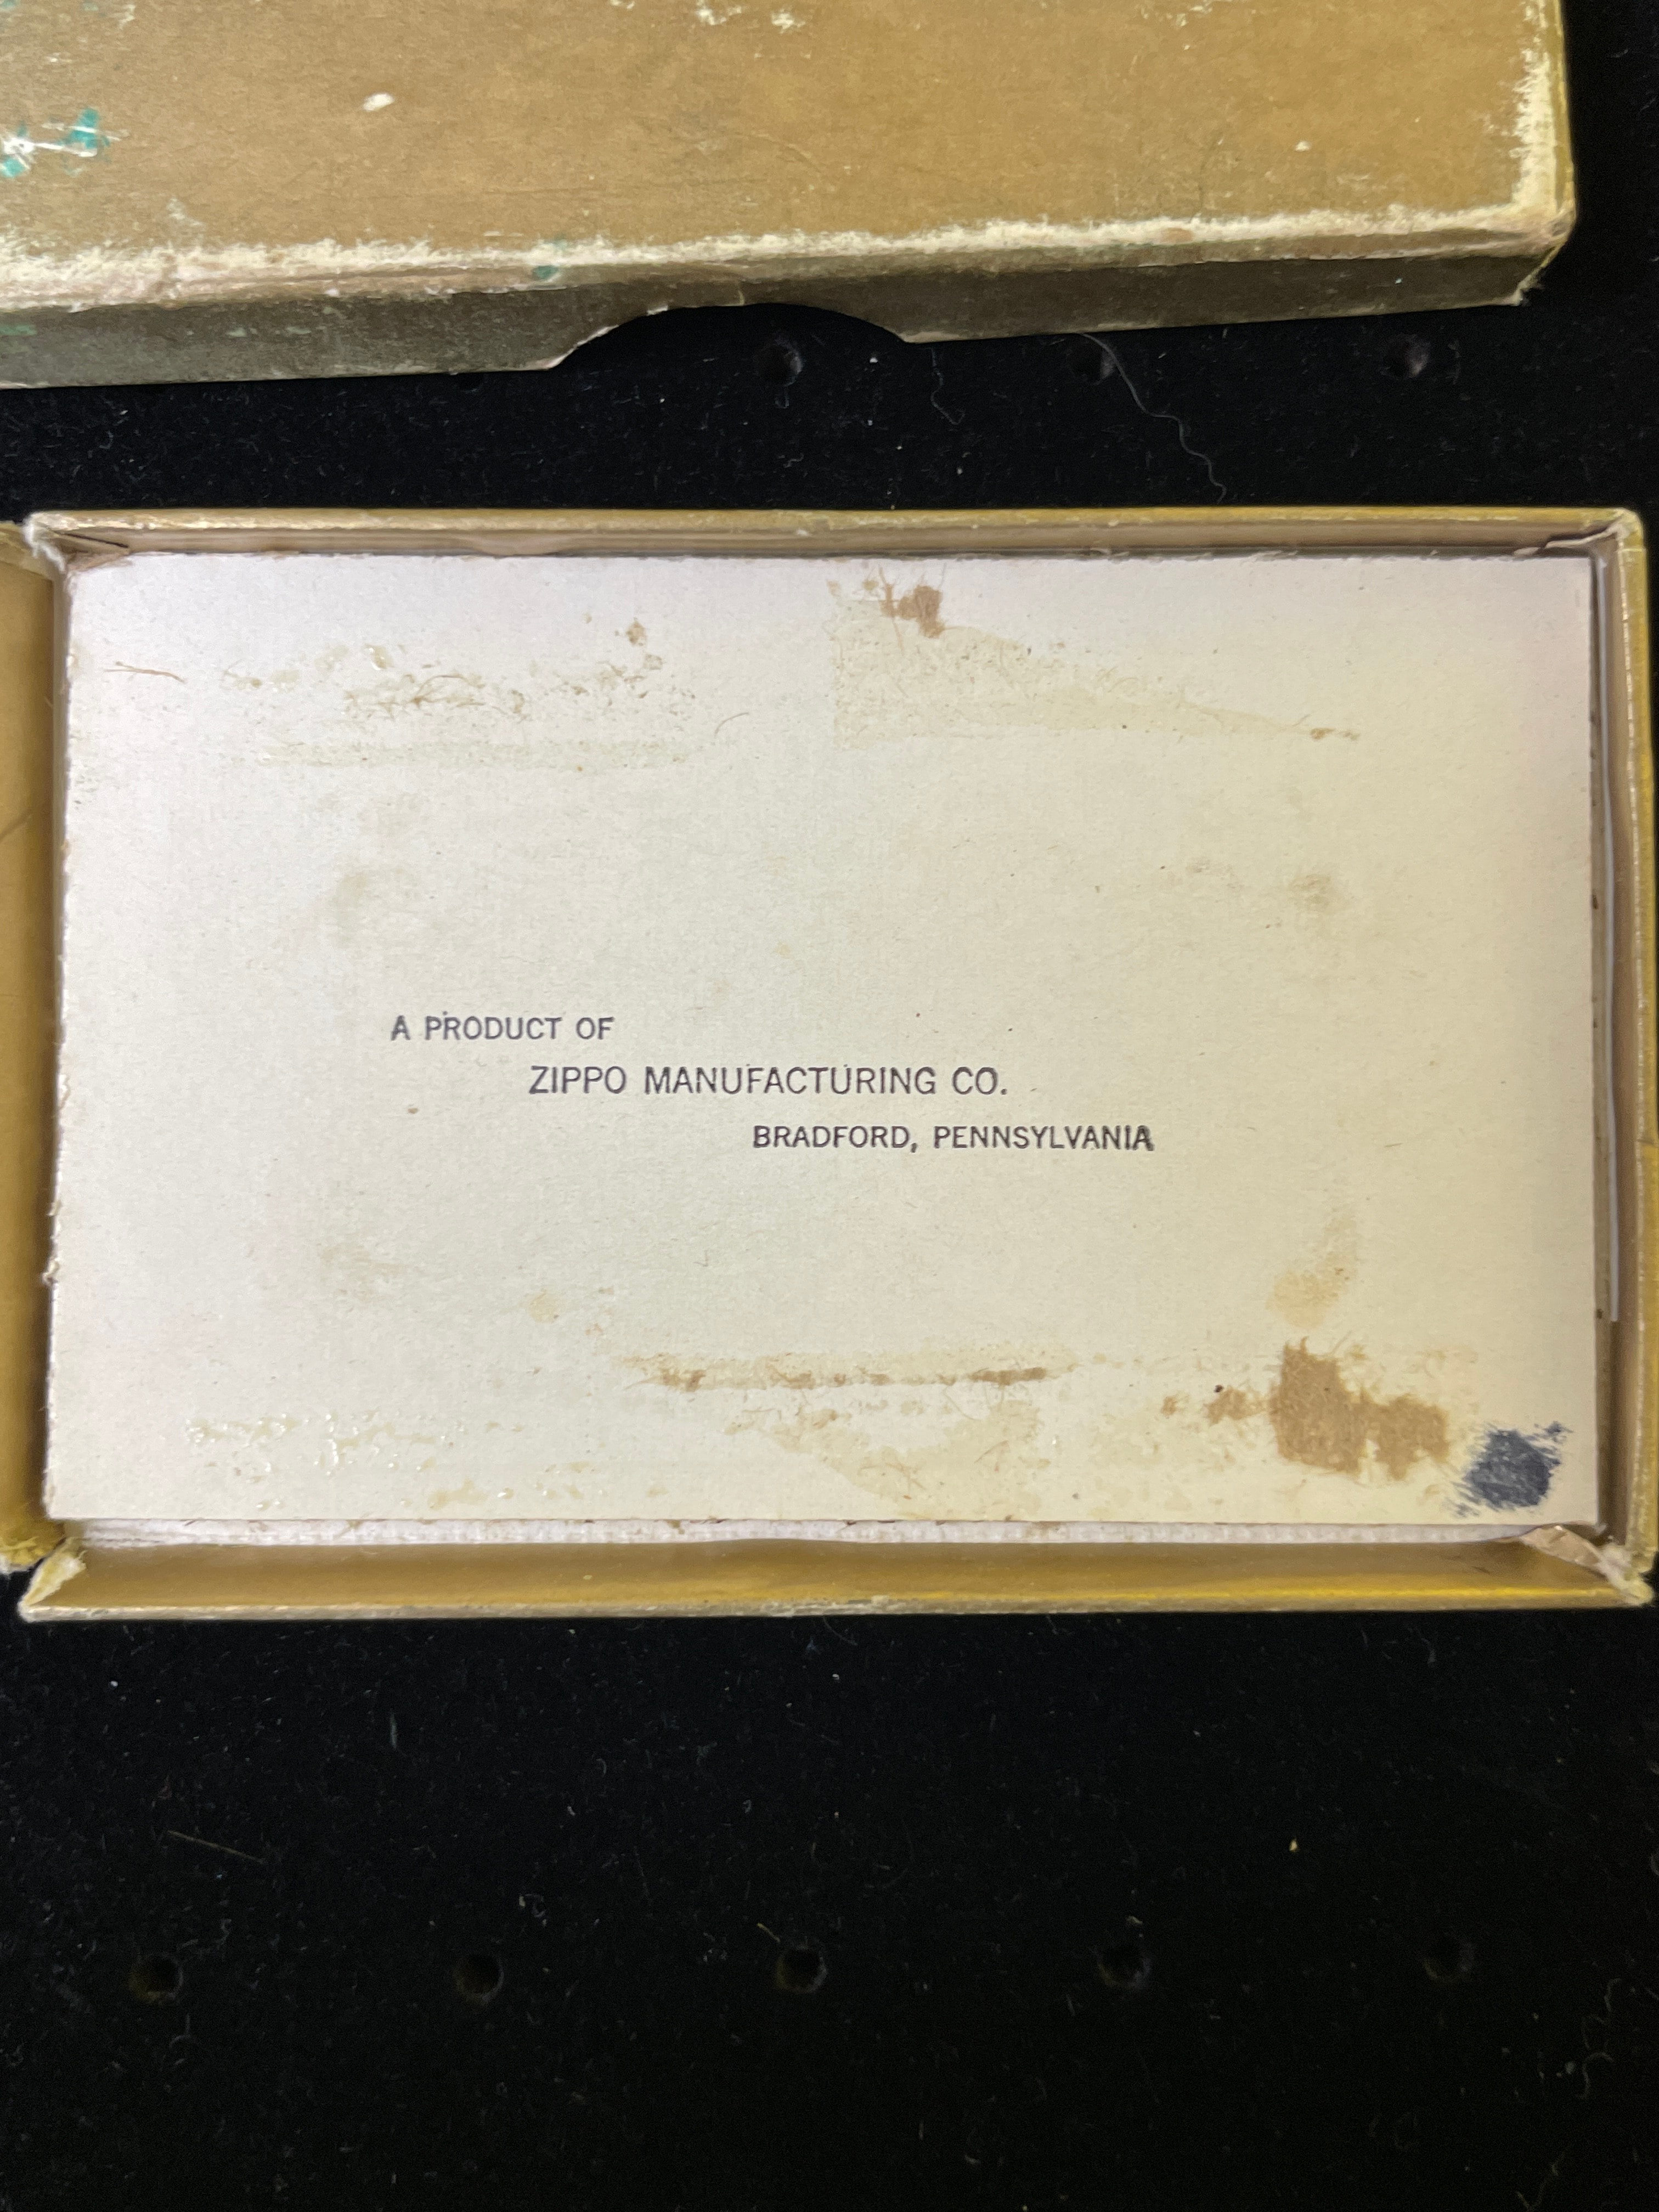 A PRODUCT OF
ZIPPO MANUFACTURING CO.
BRADFORD, PENNSYLVANIA